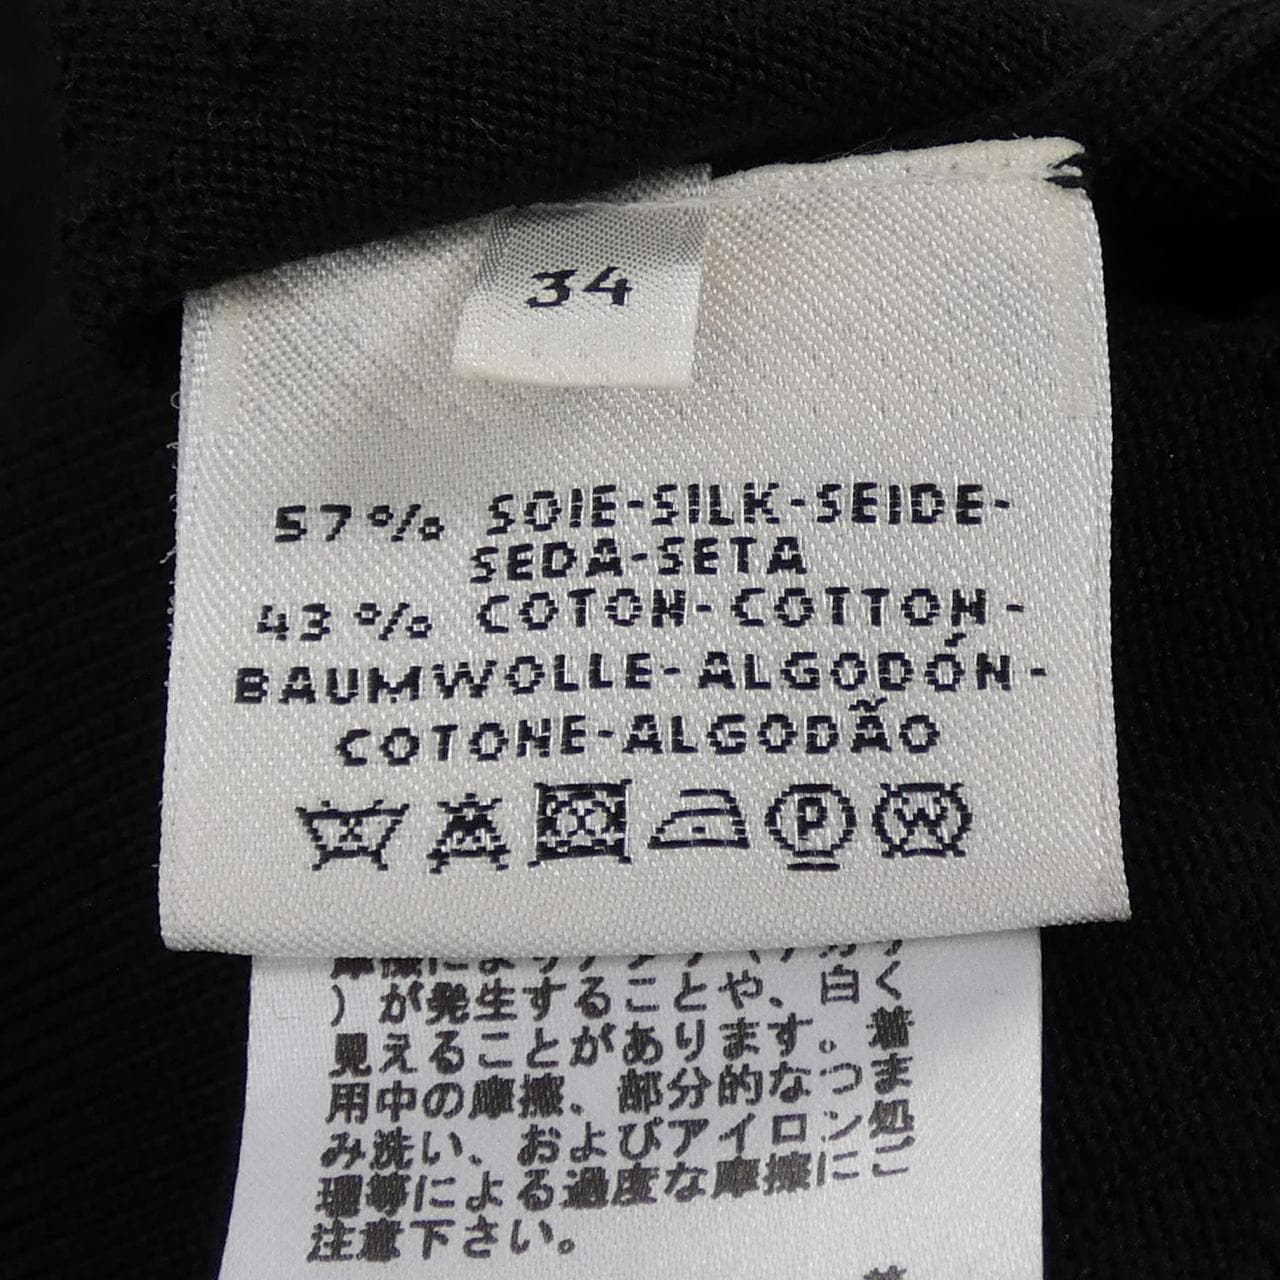 34
57% SOIE-SILK-SEIDE-
SEDA-SETA
43% COTON-COTTON-
BAUMWOLLE-ALGODÓN-
COTONE-ALGODÃO
P W
）が発生することや、白く
見えることがあります。着
用中の摩擦、部分的なつま
み洗い、およびアイロン処
理等による過度な摩擦にご
注意下さい。